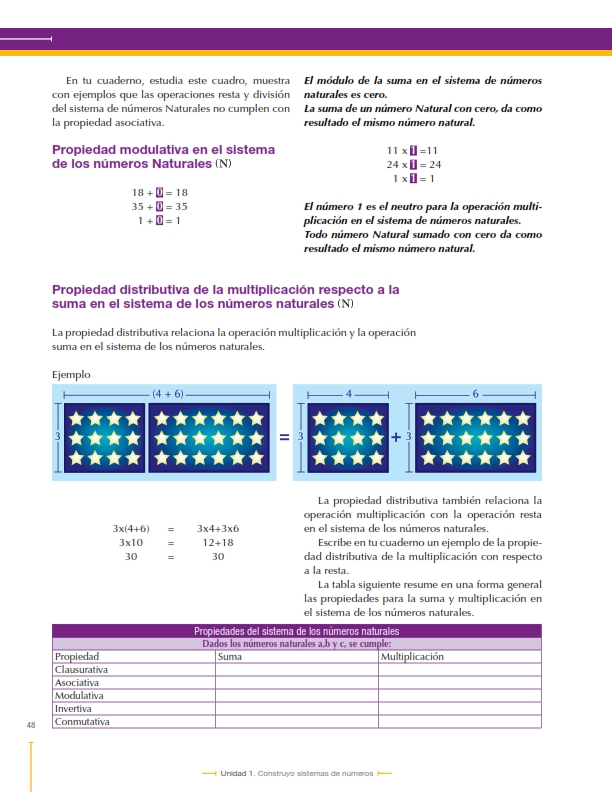 En tu cuaderno, estudia este cuadro, muestra
con ejemplos que las operaciones resta y división
del sistema de números Naturales no cumplen con
la propiedad asociativa.
Propiedad modulativa en el sistema
de los números Naturales (N)
18 + 0 = 18
35 + 0 = 35
1 + 0 = 1
El módulo de la suma en el sistema de números
naturales es cero.
La suma de un número Natural con cero, da como
resultado el mismo número natural.
11 x 1 =11
24 x 1 = 24
1 x 1 = 1
El número 1 es el neutro para la operación multi-
plicación en el sistema de números naturales.
Todo número Natural sumado con cero da como
resultado el mismo número natural.
Propiedad distributiva de la multiplicación respecto a la
suma en el sistema de los números naturales (N)
La propiedad distributiva relaciona la operación multiplicación y la operación
suma en el sistema de los números naturales.
Ejemplo
(4 + 6) 4 6
3 = 3 + 3
3x(4+6) = 3x4+3x6
3x10 = 12+18
30 = 30
La propiedad distributiva también relaciona la
operación multiplicación con la operación resta
en el sistema de los números naturales.
Escribe en tu cuaderno un ejemplo de la propie-
dad distributiva de la multiplicación con respecto
a la resta.
La tabla siguiente resume en una forma general
las propiedades para la suma y multiplicación en
el sistema de los números naturales.
Propiedades del sistema de los números naturales
Dados los números naturales a,b y c, se cumple:
Propiedad Suma Multiplicación
Clausurativa
Asociativa
Modulativa
Invertiva
Conmutativa
48
Unidad 1. Construyo sistemas de números